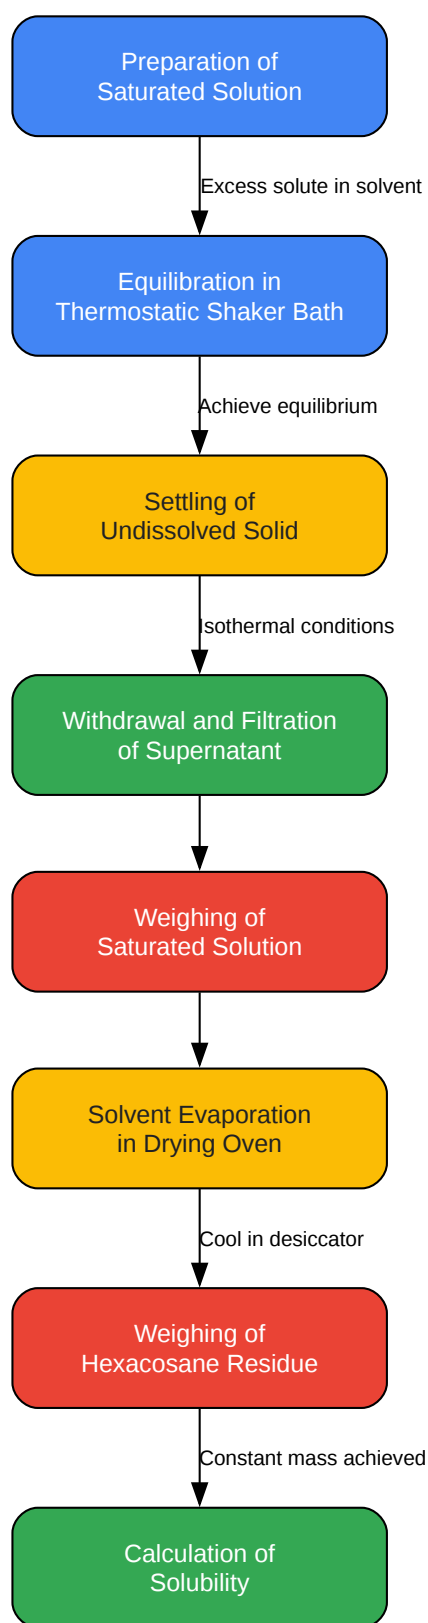 Preparation of
Saturated Solution
Excess solute in solvent
Equilibration in
Thermostatic Shaker Bath
Achieve equilibrium
Settling of
Undissolved Solid
Isothermal conditions
Withdrawal and Filtration
of Supernatant
Weighing of
Saturated Solution
Solvent Evaporation
in Drying Oven
Cool in desiccator
Weighing of
Hexacosane Residue
Constant mass achieved
Calculation of
Solubility